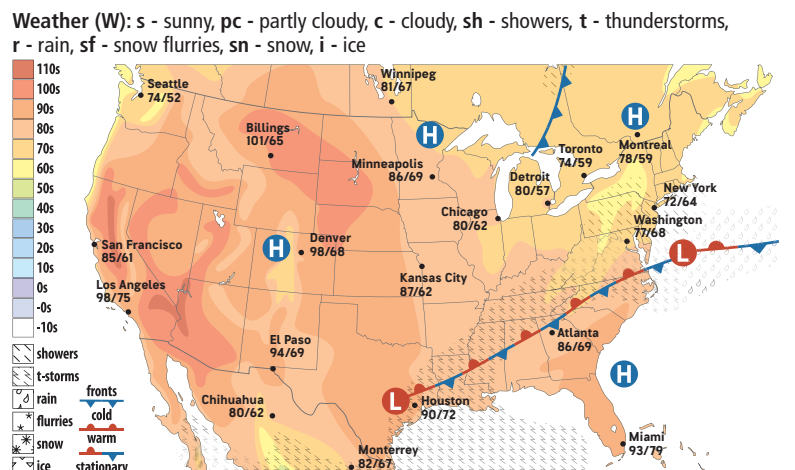 Weather (W): s - sunny, pc - partly cloudy, c - cloudy, sh - showers, t - thunderstorms,
r - rain, sf - snow flurries, sn - snow, i - ice
110s
100s
90s
80s
70s
60s
50s
40s
30s
20s
10s
0s
-0s
-10s
showers
t-storms
rain
flurries
snow
ice
fronts
cold
warm
stationary
Seattle
74/52
Winnipeg
81/67
Billings
101/65
Minneapolis
86/69
H
H
Toronto
74/59
Montreal
78/59
Detroit
80/57
New York
72/64
Chicago
80/62
Washington
77/68
San Francisco
85/61
H
Denver
98/68
L
Kansas City
87/62
Los Angeles
98/75
El Paso
94/69
Atlanta
86/69
H
Chihuahua
80/62
L
Houston
90/72
Monterrey
82/67
Miami
93/79